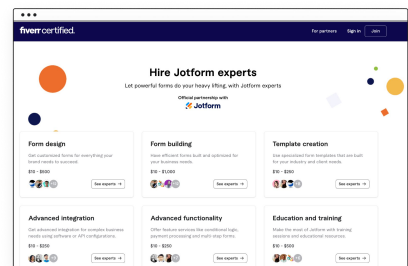 fiverr certified.
For partners Sign in Join
Hire Jotform experts
Let powerful forms do your heavy lifting, with Jotform experts
Official partnership with
Jotform
Form design
Get customized forms for everything your
brand needs to succeed.
$10 - $600
See experts →
Form building
Have efficient forms built and optimized for
your business needs.
$10 - $1,000
See experts →
Template creation
Use specialized form templates that are built
for your industry and client needs.
$10 - $250
See experts →
Advanced integration
Get advanced integration for complex business
needs using software or API configurations.
$10 - $250
See experts →
Advanced functionality
Offer feature services like conditional logic,
payment processing and multi-step forms.
$10 - $250
See experts →
Education and training
Make the most of Jotform with training
sessions and educational resources.
$10 - $500
See experts →